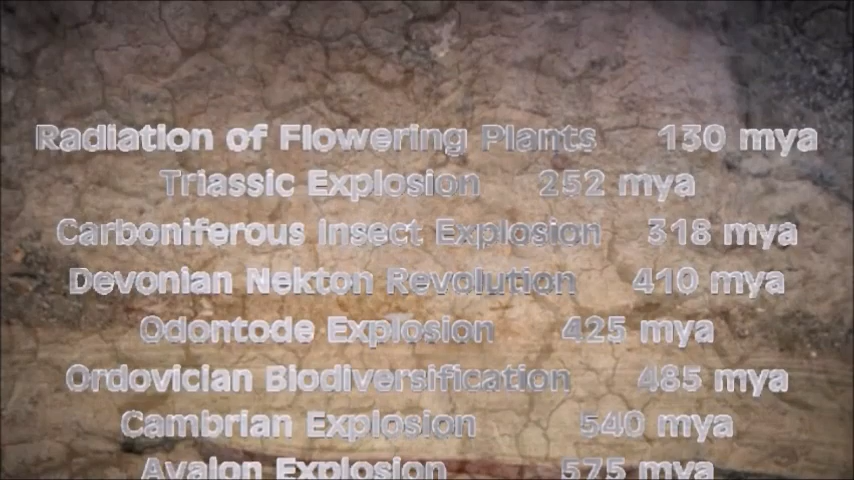 Radiation of Flowering Plants 130 mya
Triassic Explosion 252 mya
Carboniferous Insect Explosion 318 mya
Devonian Nekton Revolution 410 mya
Odontode Explosion 425 mya
Ordovician Biodiversification 485 mya
Cambrian Explosion 540 mya
Avalon Explosion 575 mya